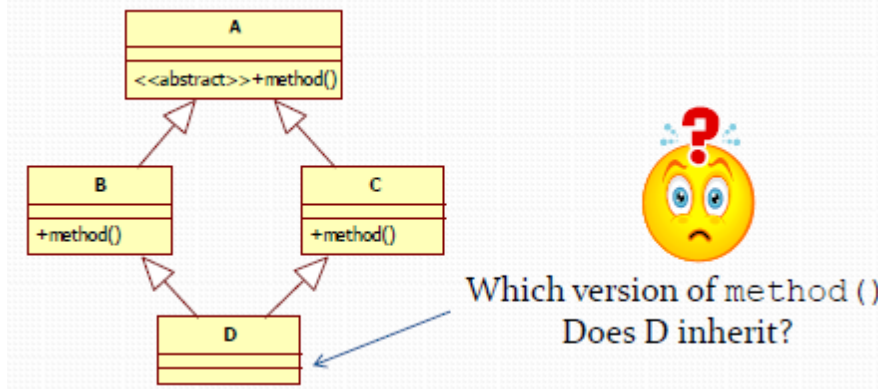 A
<<abstract>>+method()
B
+method()
C
+method()
D
?
Which version of method()
Does D inherit?